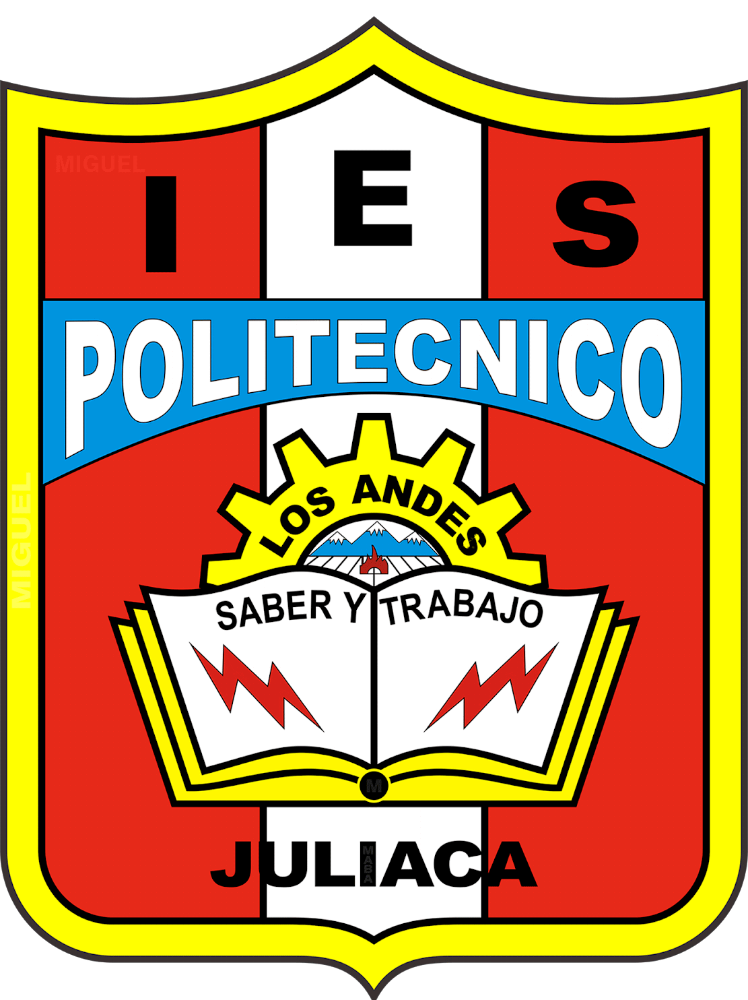 MIGUEL
I E S
POLITECNICO
LOS ANDES
SABER Y TRABAJO
MIGUEL
M
JULIACA
MABA